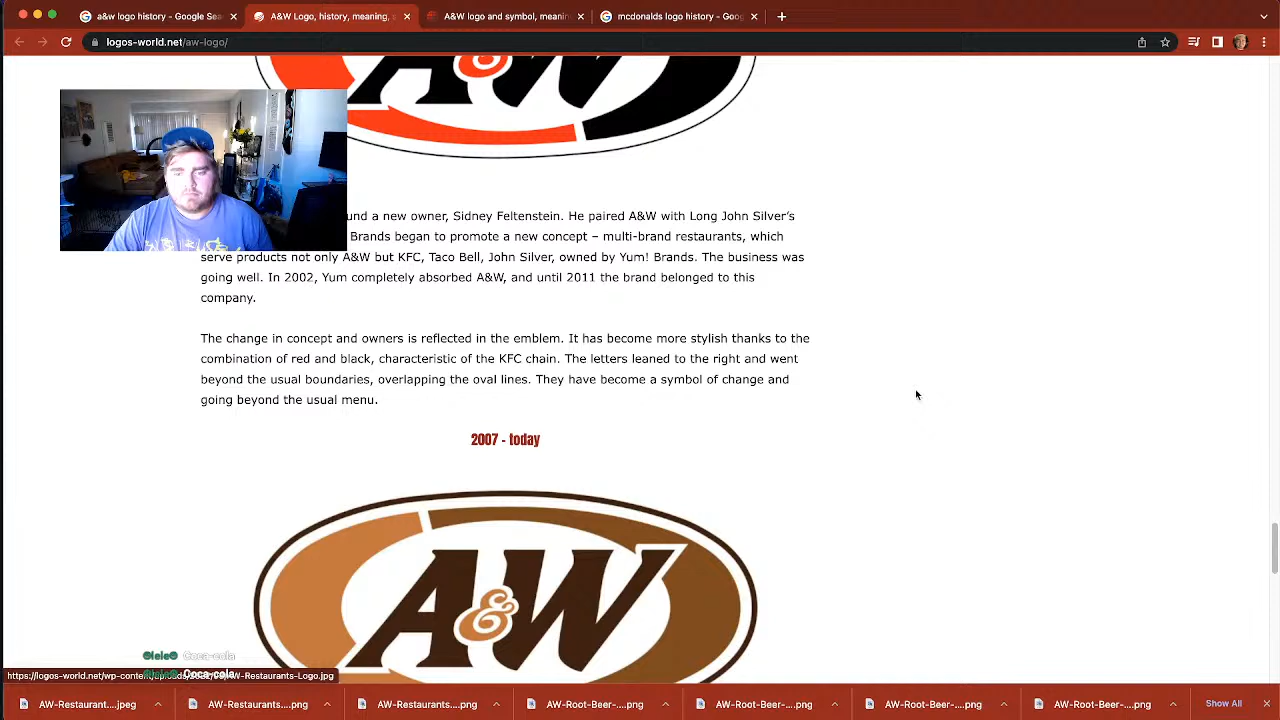 a&w logo history - Google Sea
A&W Logo, history, meaning, s
A&W logo and symbol, meanin
mcdonalds logo history - Goog
logos-world.net/aw-logo/
A&W
und a new owner, Sidney Feltenstein. He paired A&W with Long John Silver's
Brands began to promote a new concept – multi-brand restaurants, which
serve products not only A&W but KFC, Taco Bell, John Silver, owned by Yum! Brands. The business was
going well. In 2002, Yum completely absorbed A&W, and until 2011 the brand belonged to this
company.
The change in concept and owners is reflected in the emblem. It has become more stylish thanks to the
combination of red and black, characteristic of the KFC chain. The letters leaned to the right and went
beyond the usual boundaries, overlapping the oval lines. They have become a symbol of change and
going beyond the usual menu.
2007 - today
A&W
Coca-cola
Coca-cola
AW-Restaurant....jpeg
AW-Restaurants....png
AW-Restaurants....png
AW-Root-Beer-....png
AW-Root-Beer-....png
AW-Root-Beer-....png
AW-Root-Beer-....png
Show All